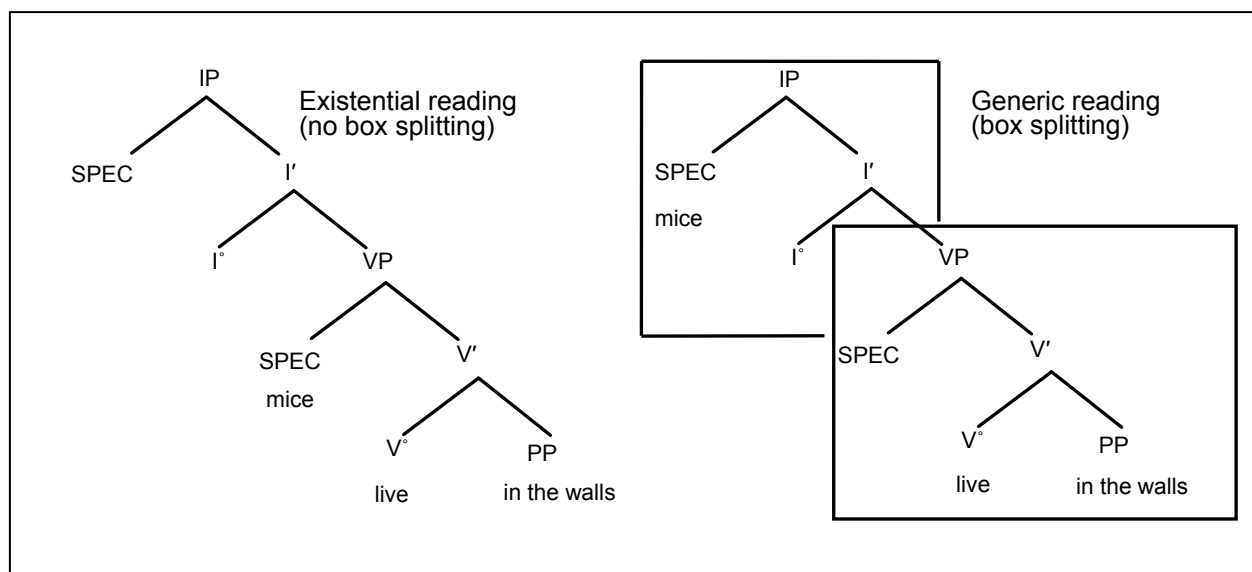 IP
Existential reading
(no box splitting)
SPEC
I′
I°
VP
SPEC
mice
V′
V°
PP
live
in the walls
IP
Generic reading
(box splitting)
SPEC
mice
I′
I°
VP
SPEC
V′
V°
PP
live
in the walls